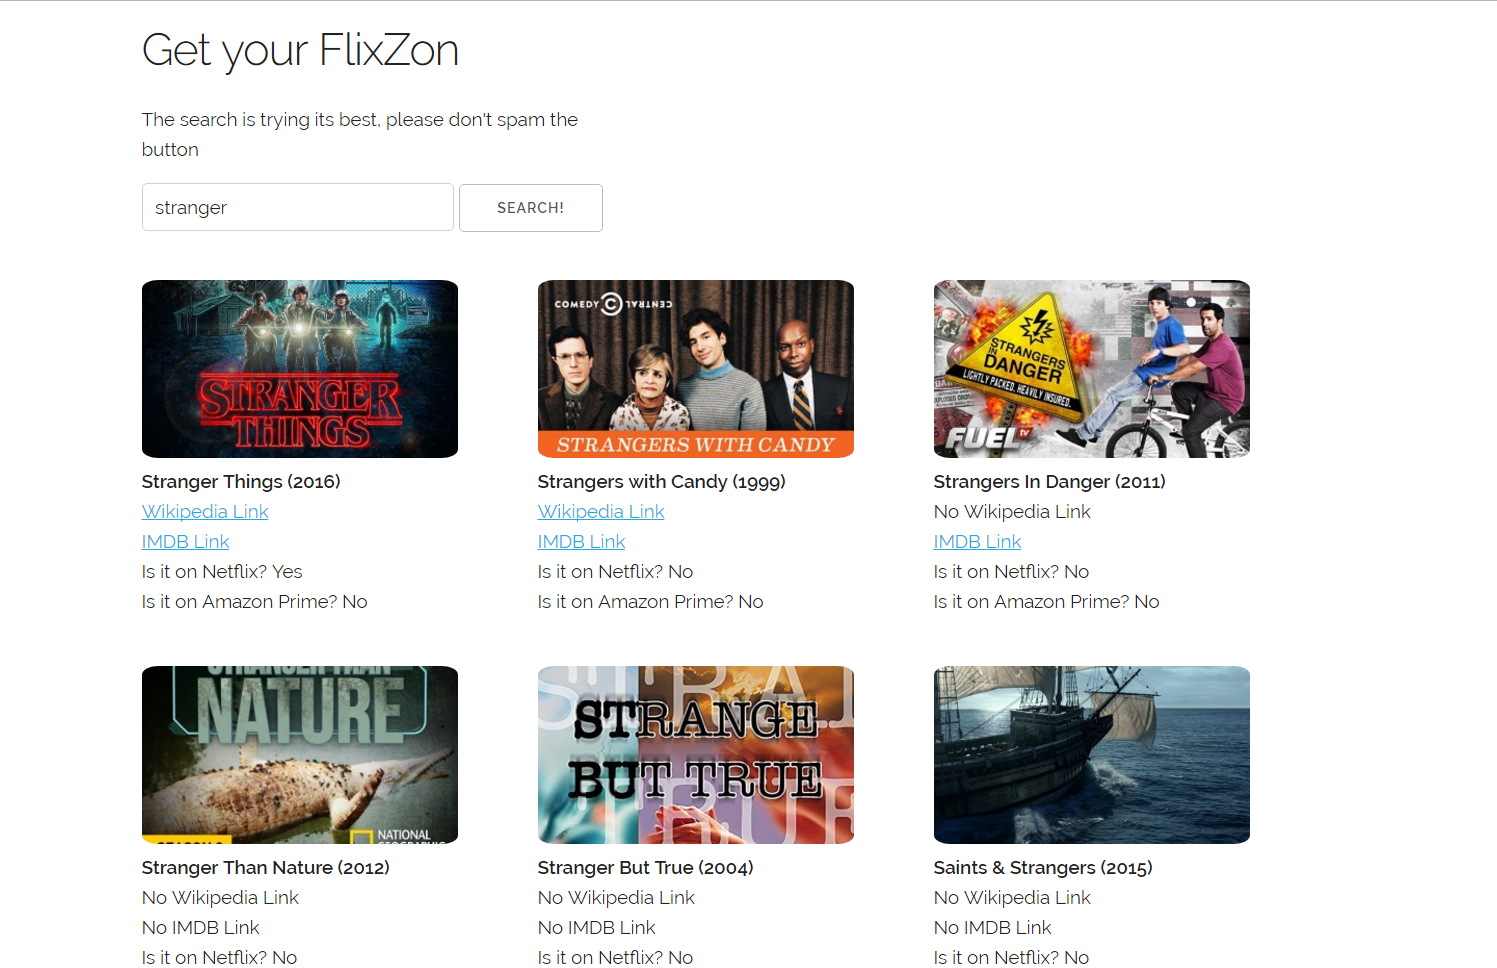 Get your FlixZon
The search is trying its best, please don't spam the
button
stranger
SEARCH!
STRANGER
THINGS
COMEDY CENTRAL
STRANGERS WITH CANDY
STRANGERS
IN
DANGER
LIGHTLY PACKED. HEAVILY INSURED.
FUEL tv
Stranger Things (2016)
Wikipedia Link
IMDB Link
Is it on Netflix? Yes
Is it on Amazon Prime? No
Strangers with Candy (1999)
Wikipedia Link
IMDB Link
Is it on Netflix? No
Is it on Amazon Prime? No
Strangers In Danger (2011)
No Wikipedia Link
IMDB Link
Is it on Netflix? No
Is it on Amazon Prime? No
STRANGER THAN
NATURE
NATIONAL
GEOGRAPHIC
STRANGE
BUT TRUE
Stranger Than Nature (2012)
No Wikipedia Link
No IMDB Link
Is it on Netflix? No
Stranger But True (2004)
No Wikipedia Link
No IMDB Link
Is it on Netflix? No
Saints & Strangers (2015)
No Wikipedia Link
No IMDB Link
Is it on Netflix? No